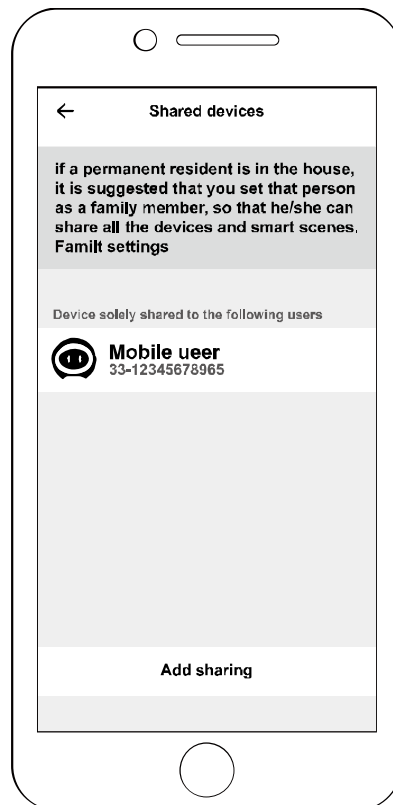 Shared devices
if a permanent resident is in the house,
it is suggested that you set that person
as a family member, so that he/she can
share all the devices and smart scenes.
Familt settings
Device solely shared to the following users
Mobile ueer
33-12345678965
Add sharing